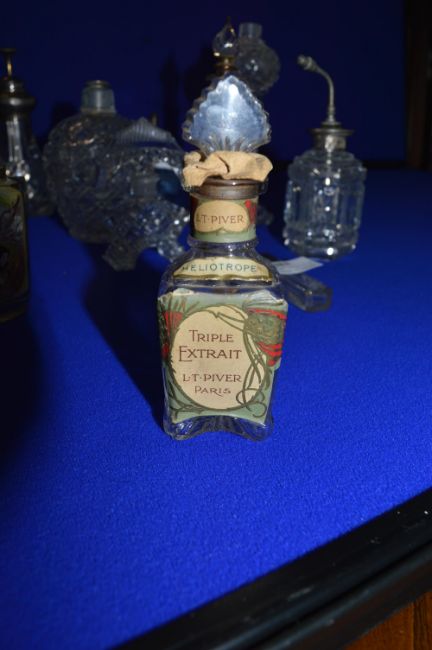 L.T. PIVER
HELIOTROPE
TRIPLE
EXTRAIT
L.T. PIVER
PARIS